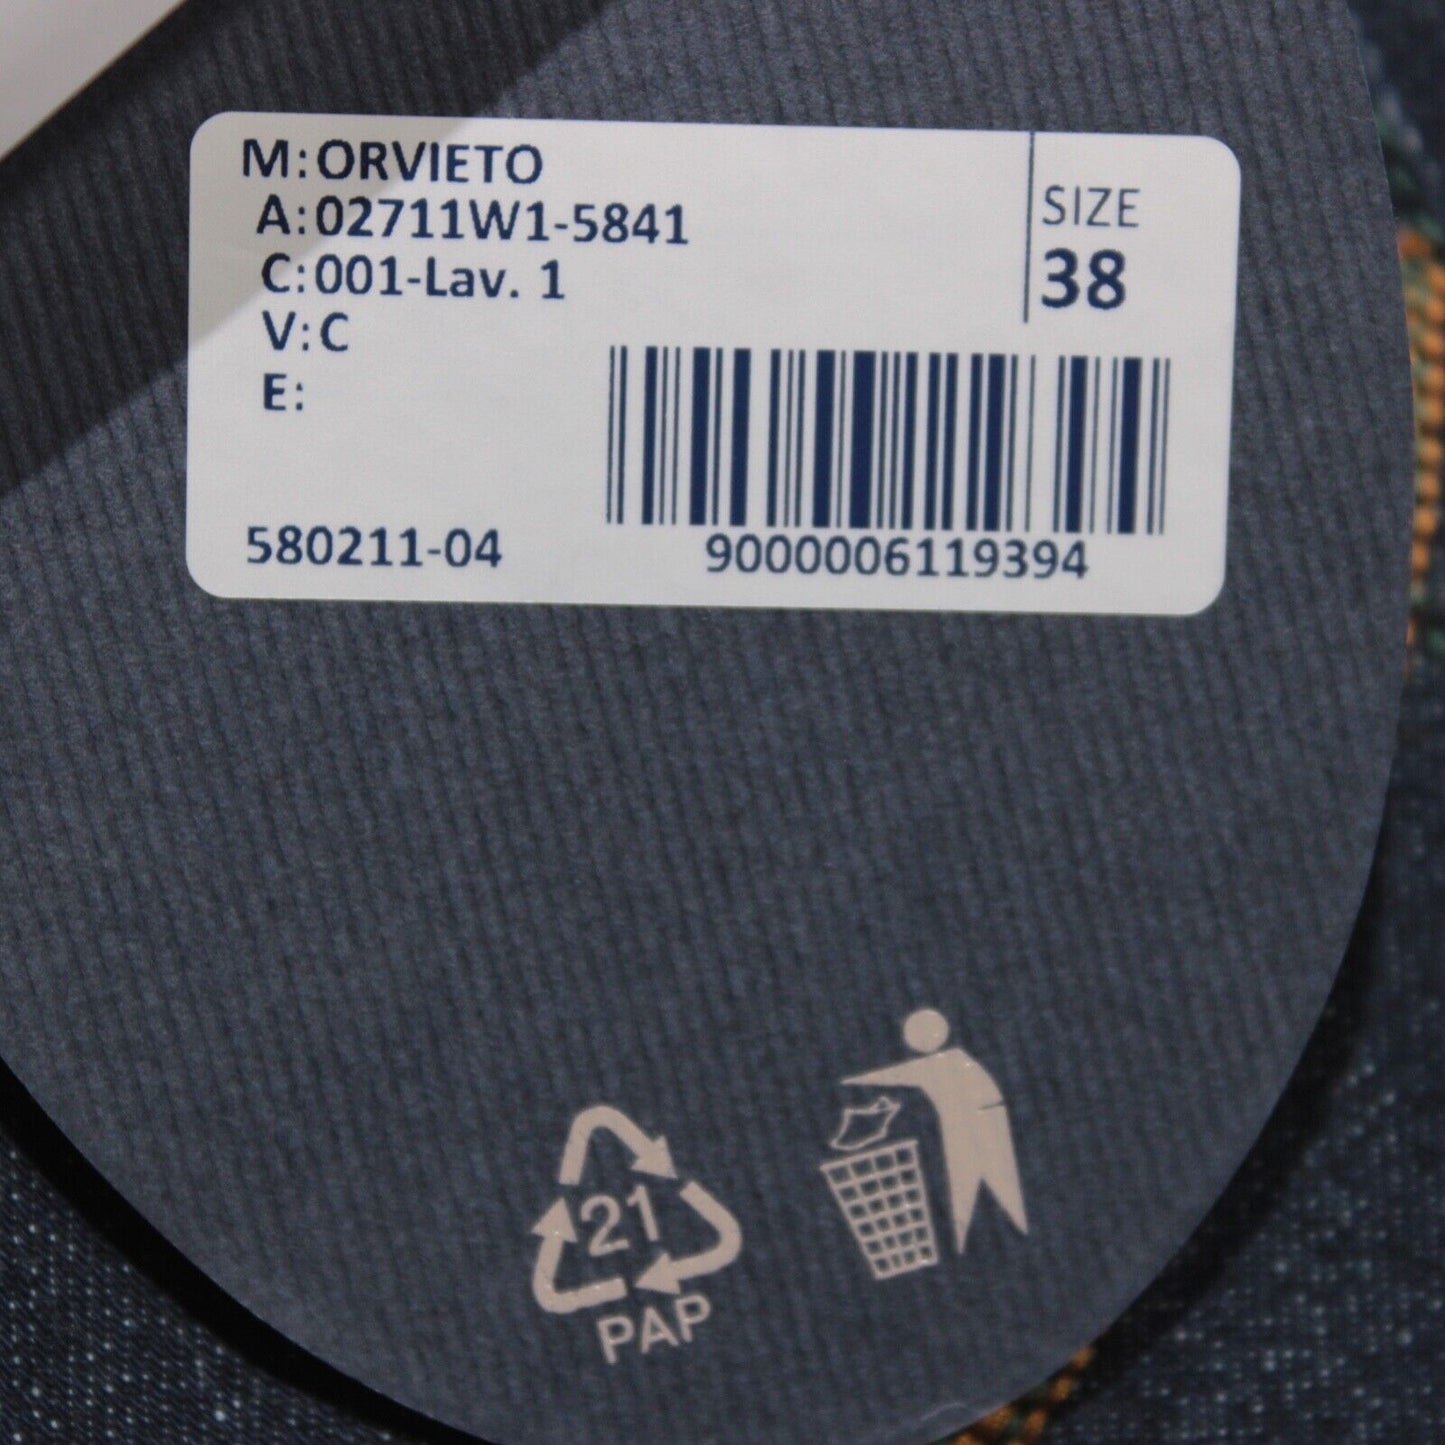 M:ORVIETO
A:02711W1-5841
C:001-Lav. 1
V:C
E:
SIZE
38
580211-04
9000006119394
21
PAP